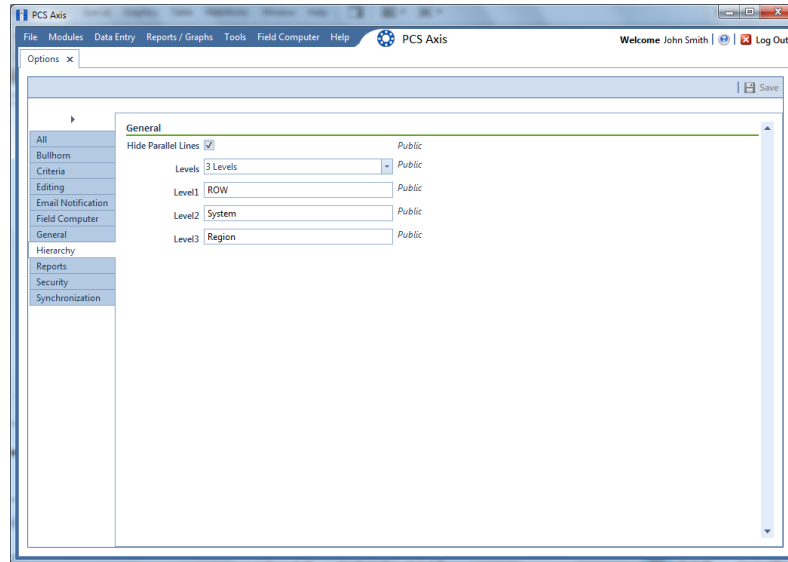 PCS Axis
File Modules Data Entry Reports / Graphs Tools Field Computer Help PCS Axis Welcome John Smith | | Log Out
Options x
Save
General
All
Bullhorn
Criteria
Editing
Email Notification
Field Computer
General
Hierarchy
Reports
Security
Synchronization
Hide Parallel Lines Public
Levels 3 Levels Public
Level1 ROW Public
Level2 System Public
Level3 Region Public